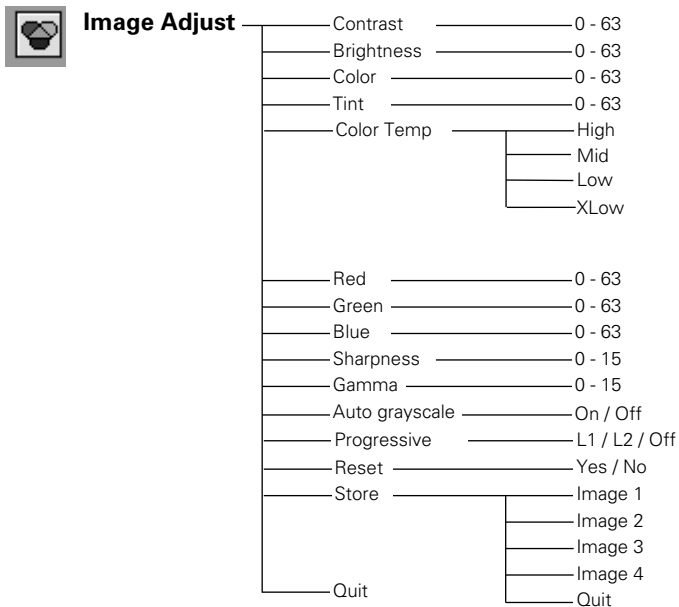 Image Adjust Contrast 0 - 63
Brightness 0 - 63
Color 0 - 63
Tint 0 - 63
Color Temp High
Mid
Low
XLow
Red 0 - 63
Green 0 - 63
Blue 0 - 63
Sharpness 0 - 15
Gamma 0 - 15
Auto grayscale On / Off
Progressive L1 / L2 / Off
Reset Yes / No
Store Image 1
Image 2
Image 3
Image 4
Quit Quit